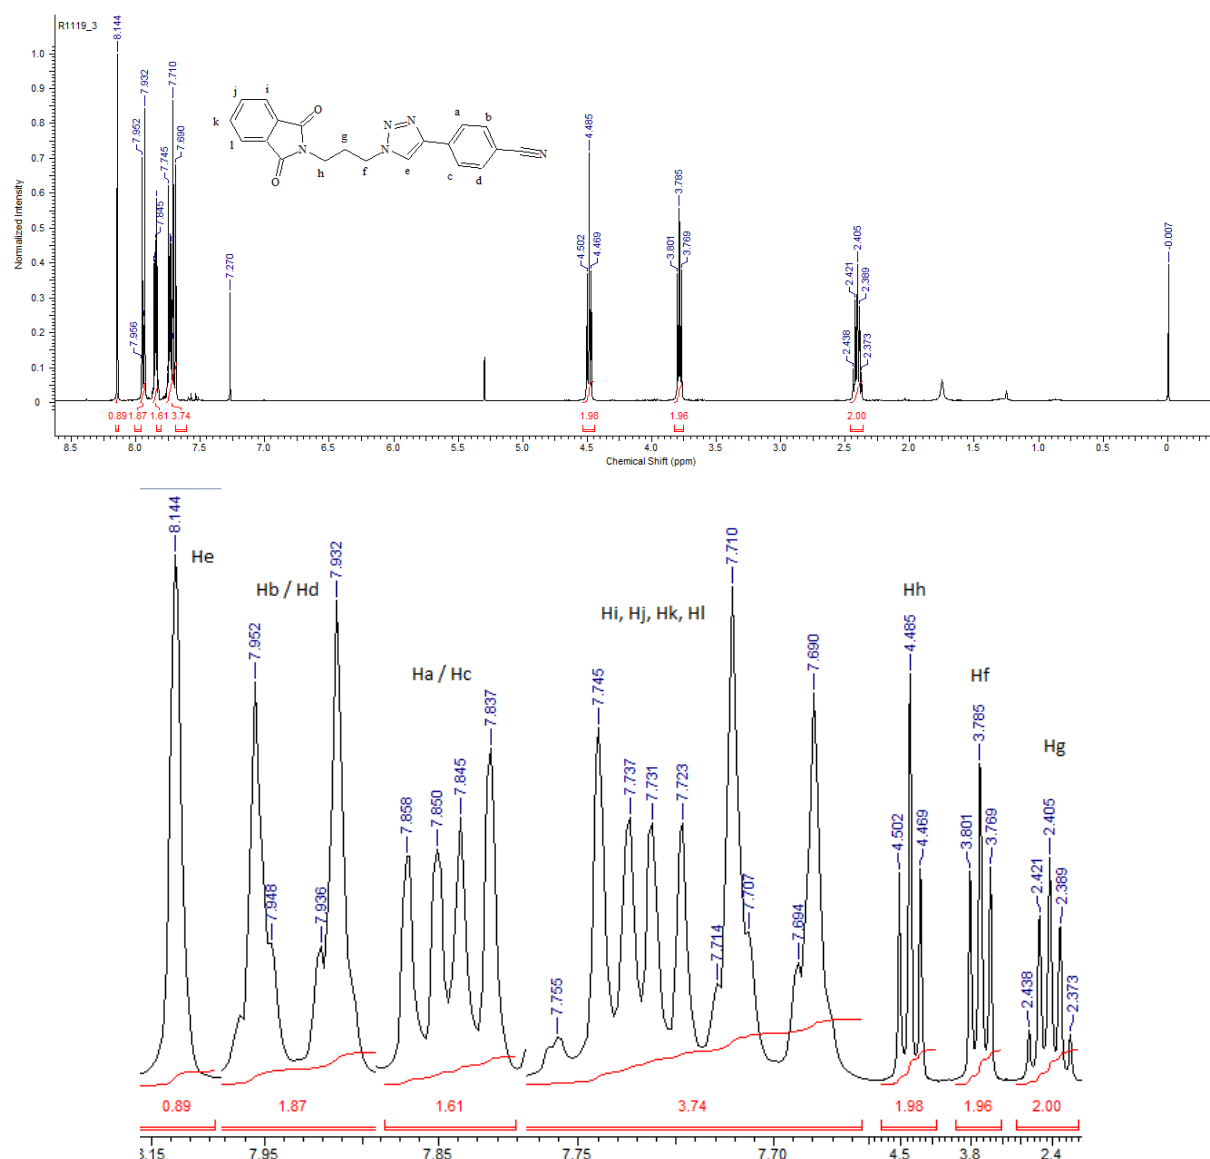 R1119_3
8.144
7.956
7.952
7.932
7.845
7.745
7.710
7.690
7.270
4.502
4.485
4.469
3.801
3.785
3.769
2.438
2.421
2.405
2.389
2.373
-0.007
Normalized Intensity
1.0
0.9
0.8
0.7
0.6
0.5
0.4
0.3
0.2
0.1
0
j
i
k
l
O
O
N
h
g
f
N
N
N
e
a
b
c
d
N
0.89 1.87 1.61 3.74 1.98 1.96 2.00
8.5 8.0 7.5 7.0 6.5 6.0 5.5 5.0 4.5 4.0 3.5 3.0 2.5 2.0 1.5 1.0 0.5 0
Chemical Shift (ppm)
He
Hb / Hd
Ha / Hc
Hi, Hj, Hk, Hl
Hh
Hf
Hg
8.144
7.952
7.948
7.936
7.932
7.858
7.850
7.845
7.837
7.755
7.745
7.737
7.731
7.723
7.714
7.710
7.707
7.694
7.690
4.502
4.485
4.469
3.801
3.785
3.769
2.438
2.421
2.405
2.389
2.373
0.89 1.87 1.61 3.74 1.98 1.96 2.00
3.15 7.95 7.85 7.75 7.70 4.5 3.8 2.4